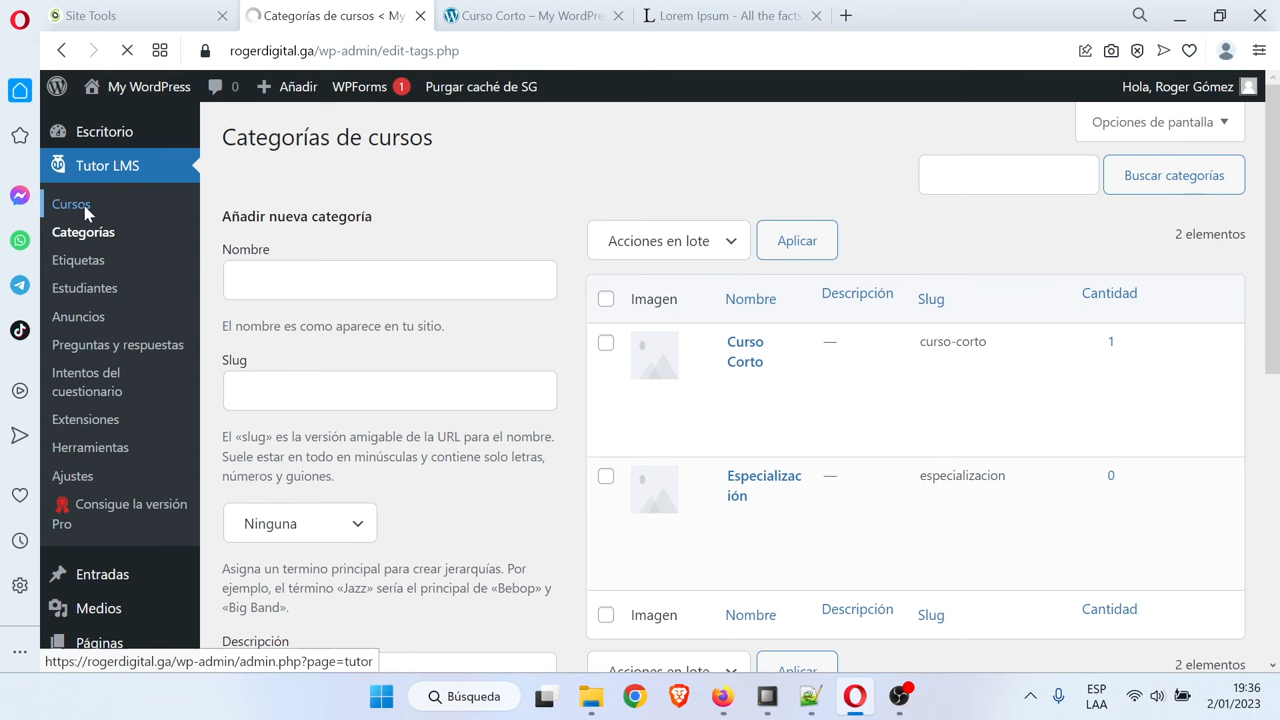 Site Tools
Categorías de cursos < My
Curso Corto – My WordPre
Lorem Ipsum - All the facts
rogerdigital.ga/wp-admin/edit-tags.php
My WordPress
0
Añadir
WPForms 1
Purgar caché de SG
Hola, Roger Gómez
Escritorio
Tutor LMS
Cursos
Categorías
Etiquetas
Estudiantes
Anuncios
Preguntas y respuestas
Intentos del
cuestionario
Extensiones
Herramientas
Ajustes
Consigue la versión
Pro
Entradas
Medios
Páginas
https://rogerdigital.ga/wp-admin/admin.php?page=tutor
Categorías de cursos
Opciones de pantalla
Buscar categorías
Añadir nueva categoría
Nombre
El nombre es como aparece en tu sitio.
Slug
El «slug» es la versión amigable de la URL para el nombre.
Suele estar en todo en minúsculas y contiene solo letras,
números y guiones.
Ninguna
Asigna un termino principal para crear jerarquías. Por
ejemplo, el término «Jazz» sería el principal de «Bebop» y
«Big Band».
Descripción
Acciones en lote
Aplicar
2 elementos
Imagen
Nombre
Descripción
Slug
Cantidad
Curso
Corto
—
curso-corto
1
Especializac
ión
—
especializacion
0
Imagen
Nombre
Descripción
Slug
Cantidad
Acciones en lote
Aplicar
2 elementos
Búsqueda
ESP
LAA
19:36
2/01/2023